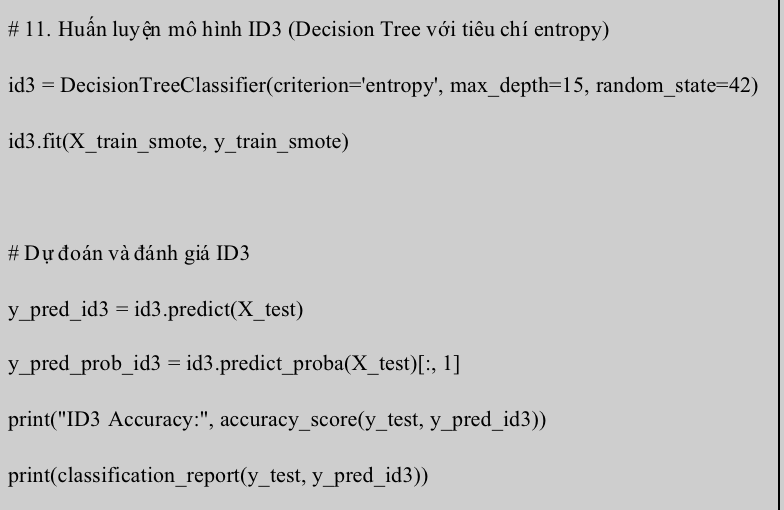 # 11. Huấn luyện mô hình ID3 (Decision Tree với tiêu chí entropy)
id3 = DecisionTreeClassifier(criterion='entropy', max_depth=15, random_state=42)
id3.fit(X_train_smote, y_train_smote)
# Dự đoán và đánh giá ID3
y_pred_id3 = id3.predict(X_test)
y_pred_prob_id3 = id3.predict_proba(X_test)[:, 1]
print("ID3 Accuracy:", accuracy_score(y_test, y_pred_id3))
print(classification_report(y_test, y_pred_id3))